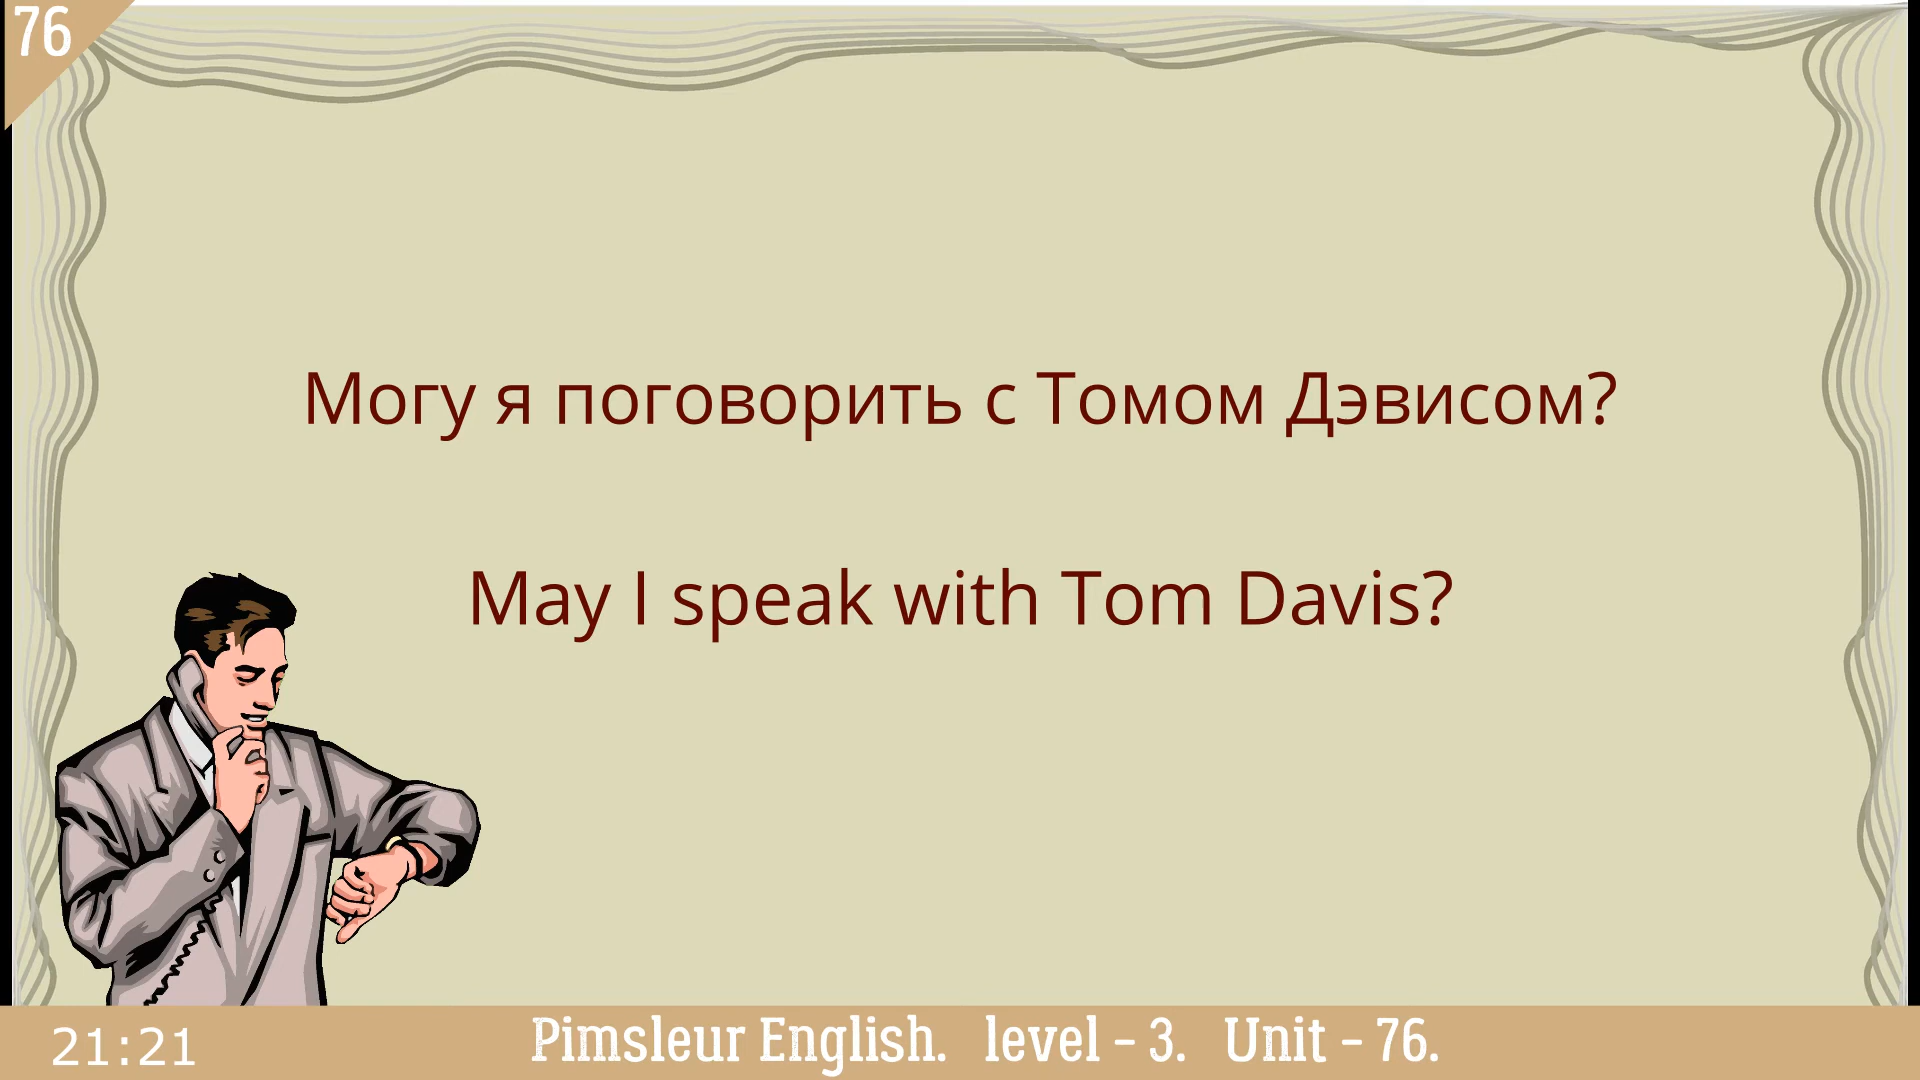 76
Могу я поговорить с Томом Дэвисом?
May I speak with Tom Davis?
21:21
Pimsleur English. level - 3. Unit - 76.